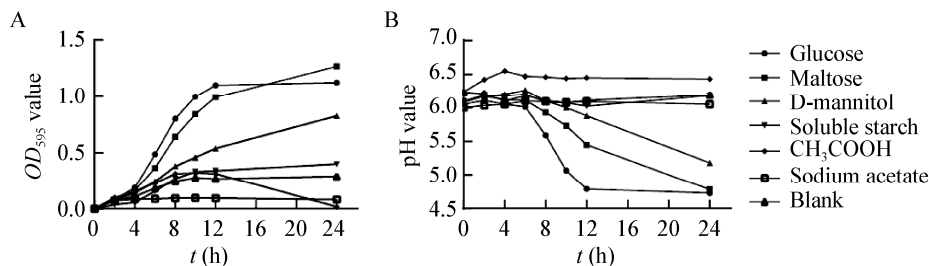 A
OD595 value
1.5
1.0
0.5
0.0
0 4 8 12 16 20 24
t (h)
B
pH value
7.0
6.5
6.0
5.5
5.0
4.5
0 4 8 12 16 20 24
t (h)
Glucose
Maltose
D-mannitol
Soluble starch
CH3COOH
Sodium acetate
Blank